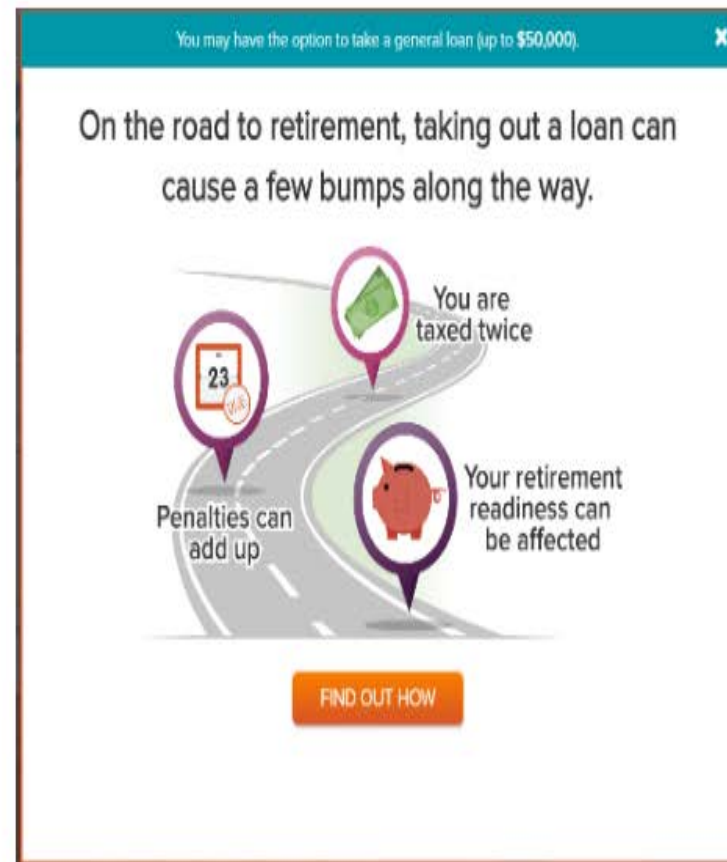 You may have the option to take a general loan (up to $50,000).
On the road to retirement, taking out a loan can
cause a few bumps along the way.
You are
taxed twice
23
Penalties can
add up
Your retirement
readiness can
be affected
FIND OUT HOW